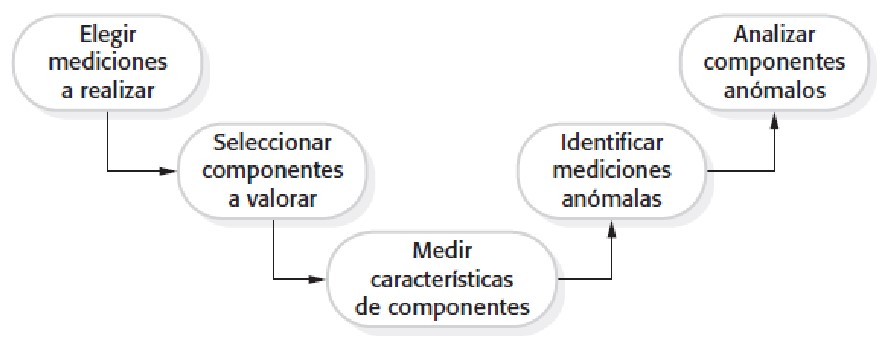 Elegir
mediciones
a realizar
Seleccionar
componentes
a valorar
Medir
características
de componentes
Identificar
mediciones
anómalas
Analizar
componentes
anómalos